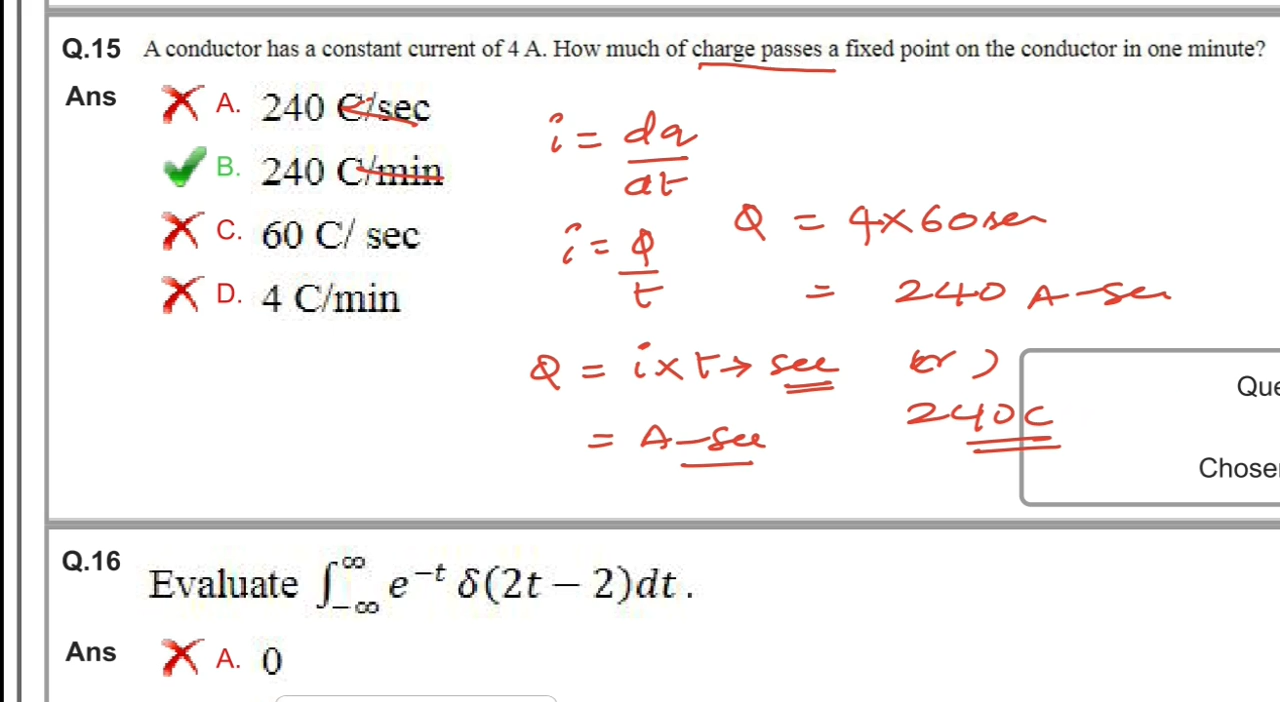 Q.15 A conductor has a constant current of 4 A. How much of charge passes a fixed point on the conductor in one minute?
Ans A. 240 C/sec
B. 240 C/min
C. 60 C/ sec
D. 4 C/min
i = dq
dt
i = Q
t
Q = i × t → sec
= A-sec
Q = 4×60sec
= 240 A-sec
(or)
240C
Que
Chosen
Q.16 Evaluate ∫_{-∞}^{∞} e^{-t} δ(2t − 2)dt.
Ans A. 0